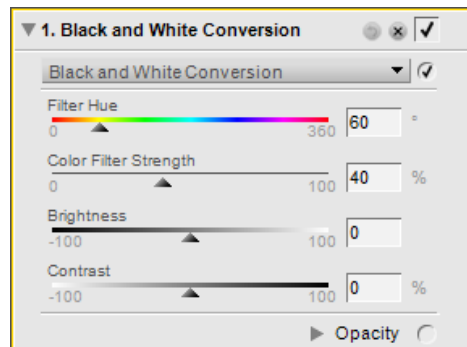 1. Black and White Conversion
Black and White Conversion
Filter Hue
0 360 60 °
Color Filter Strength
0 100 40 %
Brightness
-100 100 0
Contrast
-100 100 0 %
Opacity